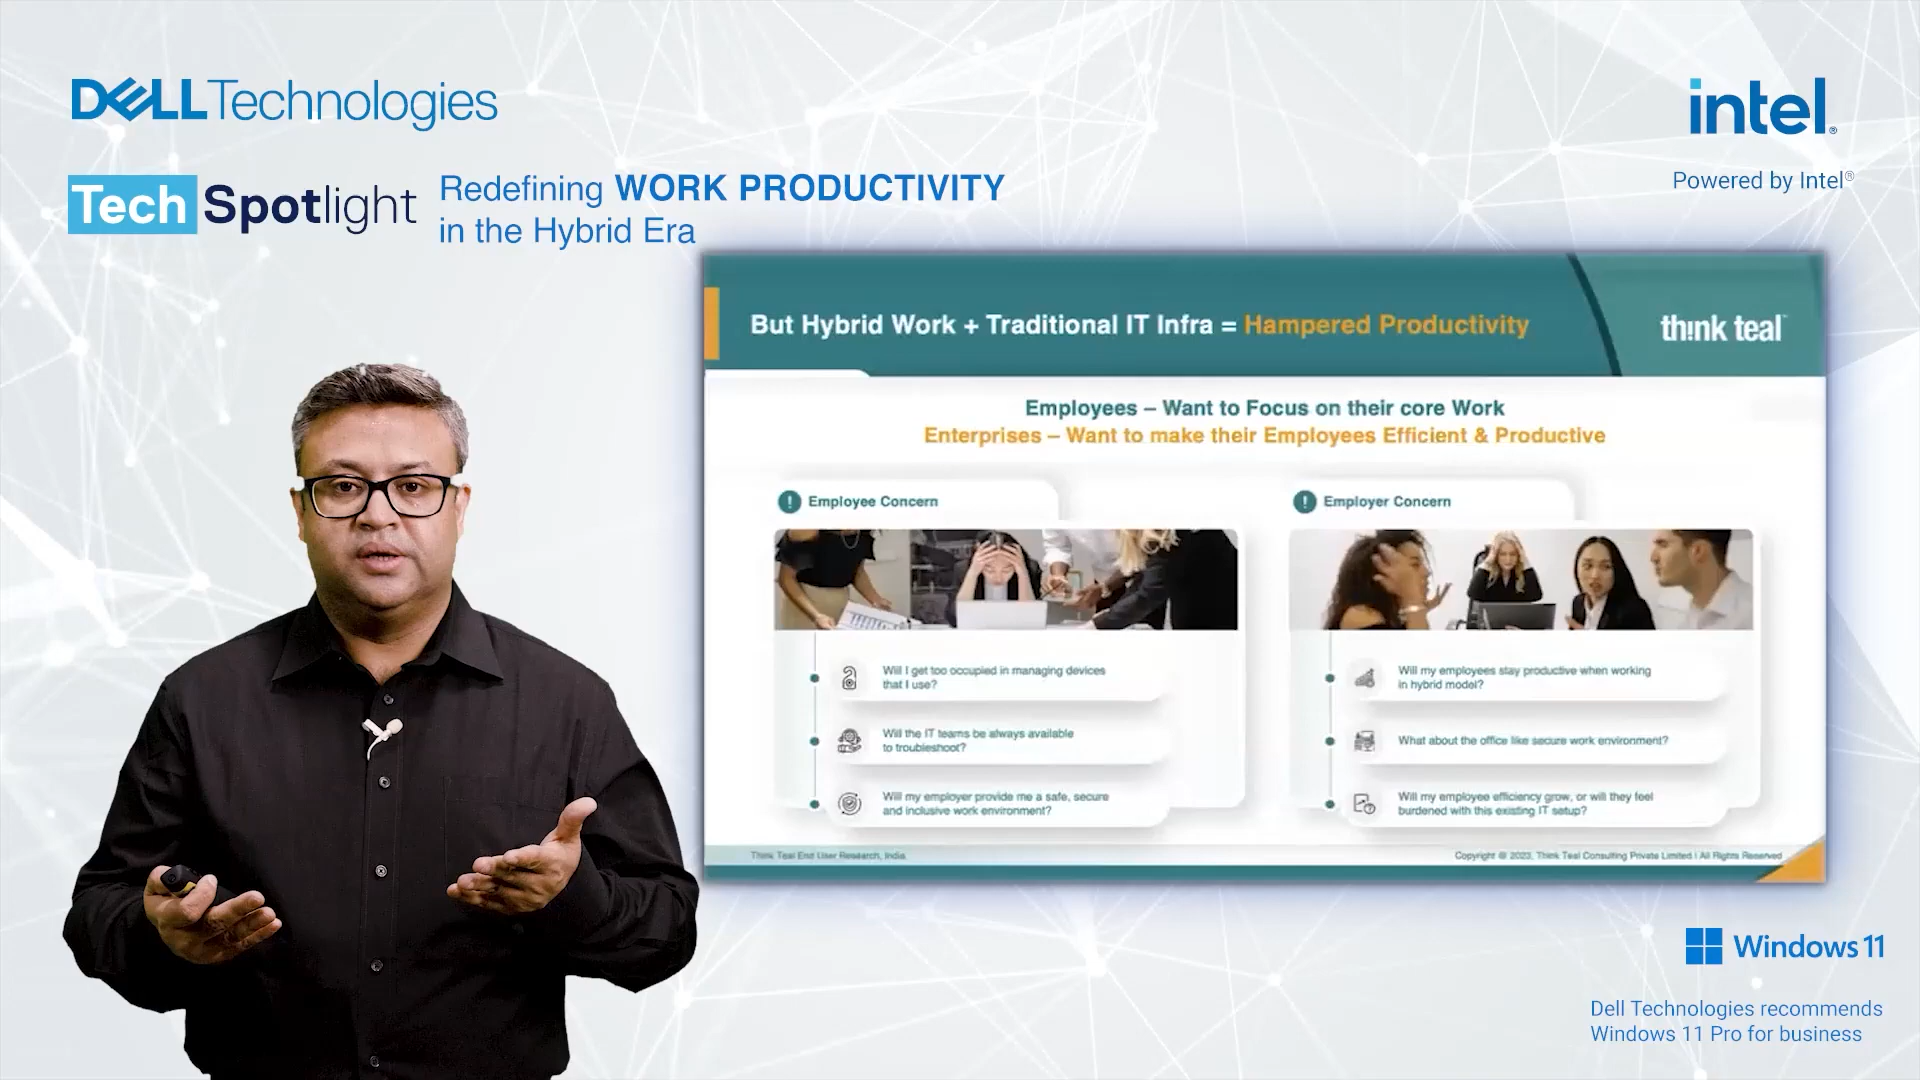 DELL Technologies
intel®
Powered by Intel®
Tech Spotlight
Redefining WORK PRODUCTIVITY
in the Hybrid Era
But Hybrid Work + Traditional IT Infra = Hampered Productivity
think teal™
Employees – Want to Focus on their core Work
Enterprises – Want to make their Employees Efficient & Productive
! Employee Concern
Will I get too occupied in managing devices
that I use?
Will the IT teams be always available
to troubleshoot?
Will my employer provide me a safe, secure
and inclusive work environment?
! Employer Concern
Will my employees stay productive when working
in hybrid model?
What about the office like secure work environment?
Will my employee efficiency grow, or will they feel
burdened with this existing IT setup?
Think Teal End User Research, India
Copyright @ 2023, Think Teal Consulting Private Limited I All Rights Reserved
Windows 11
Dell Technologies recommends
Windows 11 Pro for business